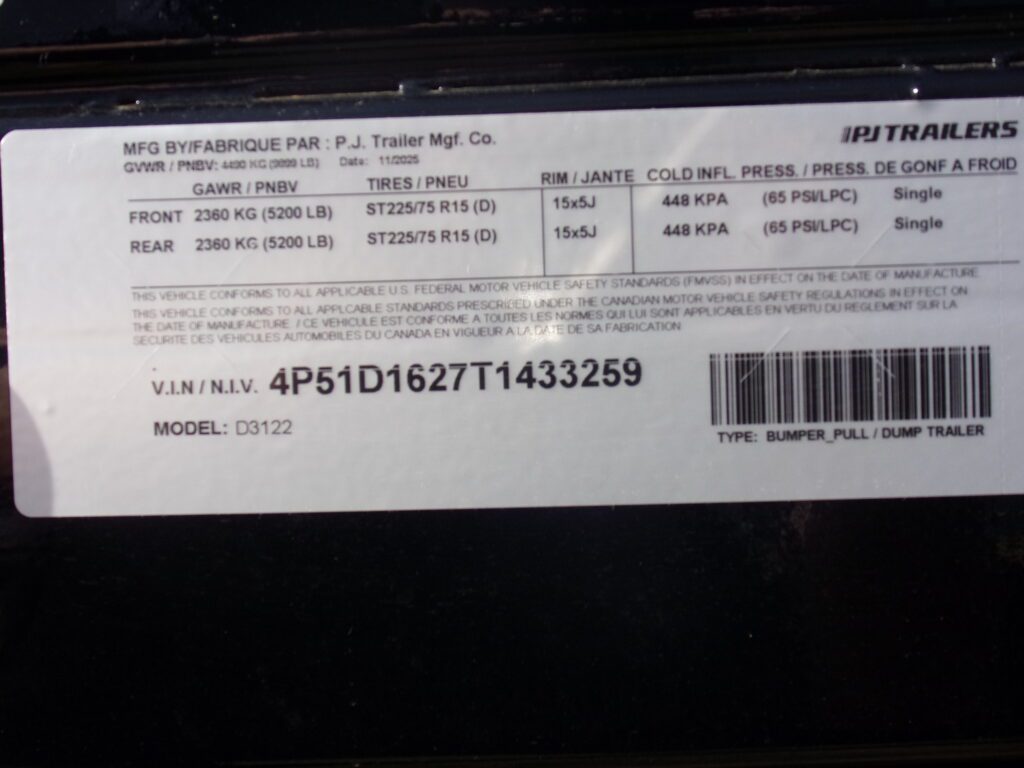 MFG BY/FABRIQUE PAR : P.J. Trailer Mgf. Co.
PJ TRAILERS
GVWR / PNBV: 4490 KG (9899 LB) Date: 11/2025
GAWR / PNBV TIRES / PNEU RIM / JANTE COLD INFL. PRESS. / PRESS. DE GONF A FROID
FRONT 2360 KG (5200 LB) ST225/75 R15 (D) 15x5J 448 KPA (65 PSI/LPC) Single
REAR 2360 KG (5200 LB) ST225/75 R15 (D) 15x5J 448 KPA (65 PSI/LPC) Single
THIS VEHICLE CONFORMS TO ALL APPLICABLE U.S. FEDERAL MOTOR VEHICLE SAFETY STANDARDS (FMVSS) IN EFFECT ON THE DATE OF MANUFACTURE
THIS VEHICLE CONFORMS TO ALL APPLCABLE STANDARDS PRESCRIBED UNDER THE CANADIAN MOTOR VEHICLE SAFETY REGULATIONS IN EFFECT ON
THE DATE OF MANUFACTURE. / CE VEHICULE EST CONFORME A TOUTES LES NORMES QUI LUI SONT APPLICABLES EN VERTU DU REGLEMENT SUR LA
SECURITE DES VEHICULES AUTOMOBILES DU CANADA EN VIGUEUR A LA DATE DE SA FABRICATION
V.I.N / N.I.V. 4P51D1627T1433259
MODEL: D3122
TYPE: BUMPER_PULL / DUMP TRAILER